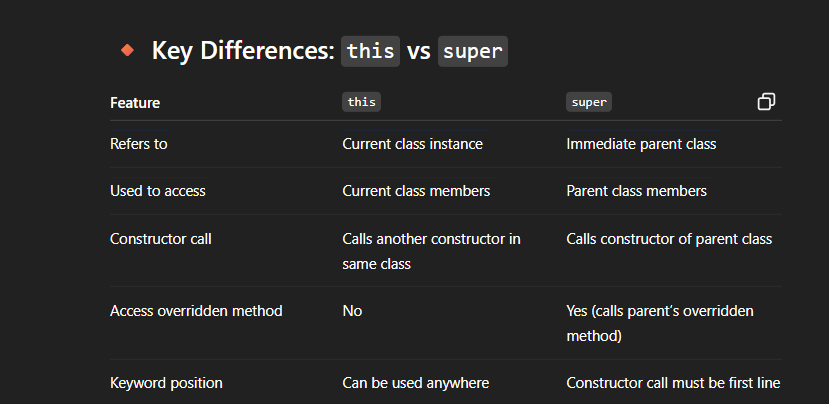 Key Differences: this vs super
Feature this super
Refers to Current class instance Immediate parent class
Used to access Current class members Parent class members
Constructor call Calls another constructor in Calls constructor of parent class
same class
Access overridden method No Yes (calls parent’s overridden
method)
Keyword position Can be used anywhere Constructor call must be first line